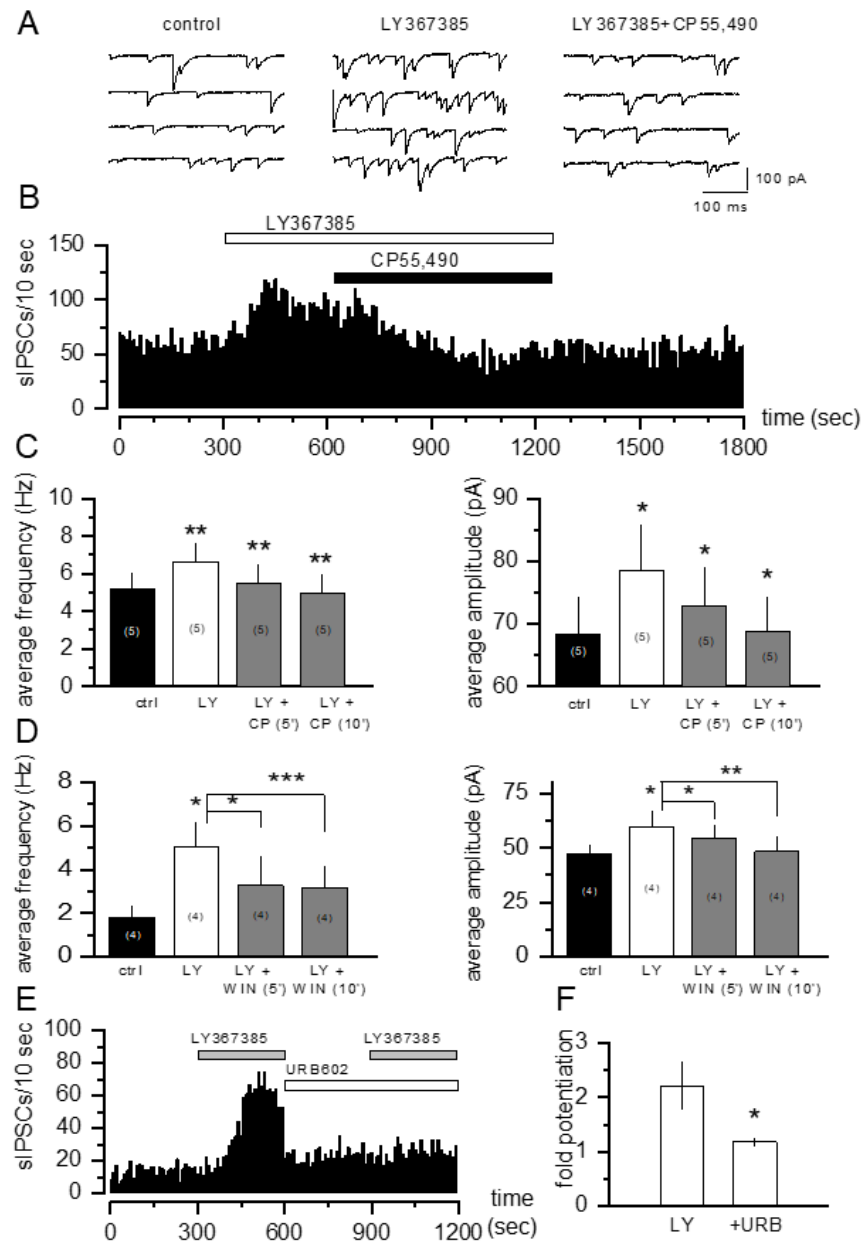 A
control
LY367385
LY367385+CP55,490
100 pA
100 ms
B
LY367385
CP55,490
sIPSCs/10 sec
150
100
50
0
0 300 600 900 1200 1500 1800
time (sec)
C
average frequency (Hz)
10
8
6
4
2
0
** ** **
(5) (5) (5) (5)
ctrl LY LY + LY +
CP (5') CP (10')
average amplitude (pA)
90
80
70
60
* * *
(5) (5) (5) (5)
ctrl LY LY + LY +
CP (5') CP (10')
D
average frequency (Hz)
8
6
4
2
0
***
* *
(4) (4) (4) (4)
ctrl LY LY + LY +
WIN (5') WIN (10')
average amplitude (pA)
75
50
25
0
**
* *
(4) (4) (4) (4)
ctrl LY LY + LY +
WIN (5') WIN (10')
E
LY367385 LY367385
URB602
sIPSCs/10 sec
100
80
60
40
20
0
0 300 600 900 1200
time
(sec)
F
fold potentiation
3
2
1
0
*
LY +URB